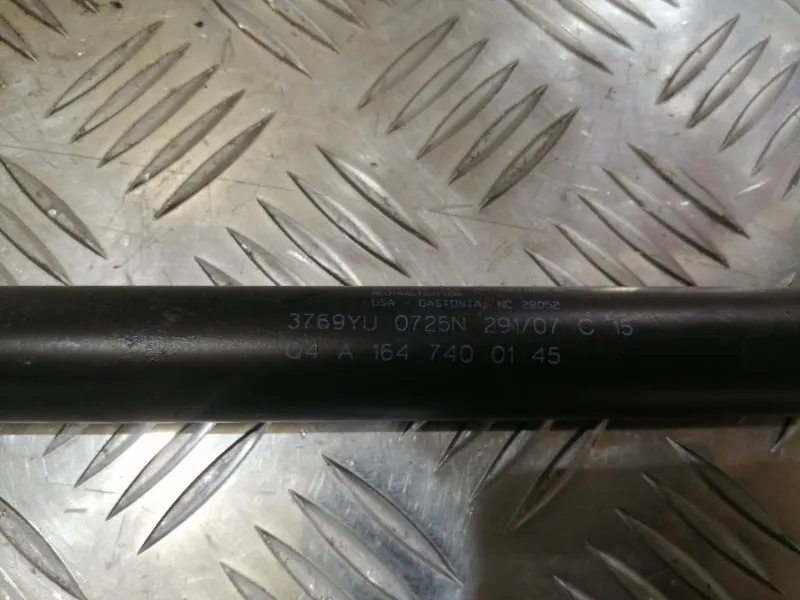 USA - GASTONIA, NC 28052
3769YU 0725N 291/07 C 15
Q4 A 164 740 01 45